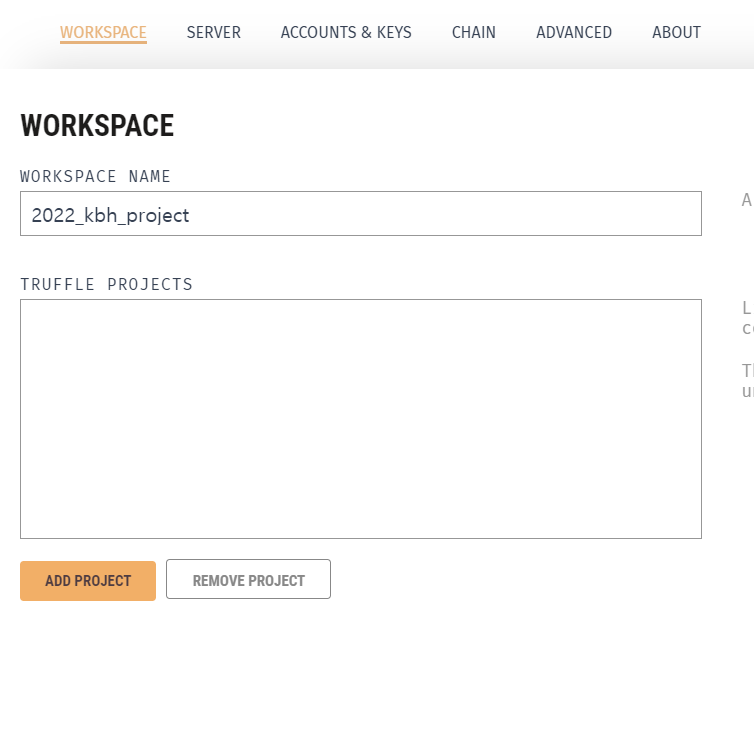 WORKSPACE SERVER ACCOUNTS & KEYS CHAIN ADVANCED ABOUT
WORKSPACE
WORKSPACE NAME
2022_kbh_project
A
TRUFFLE PROJECTS
L
ADD PROJECT REMOVE PROJECT